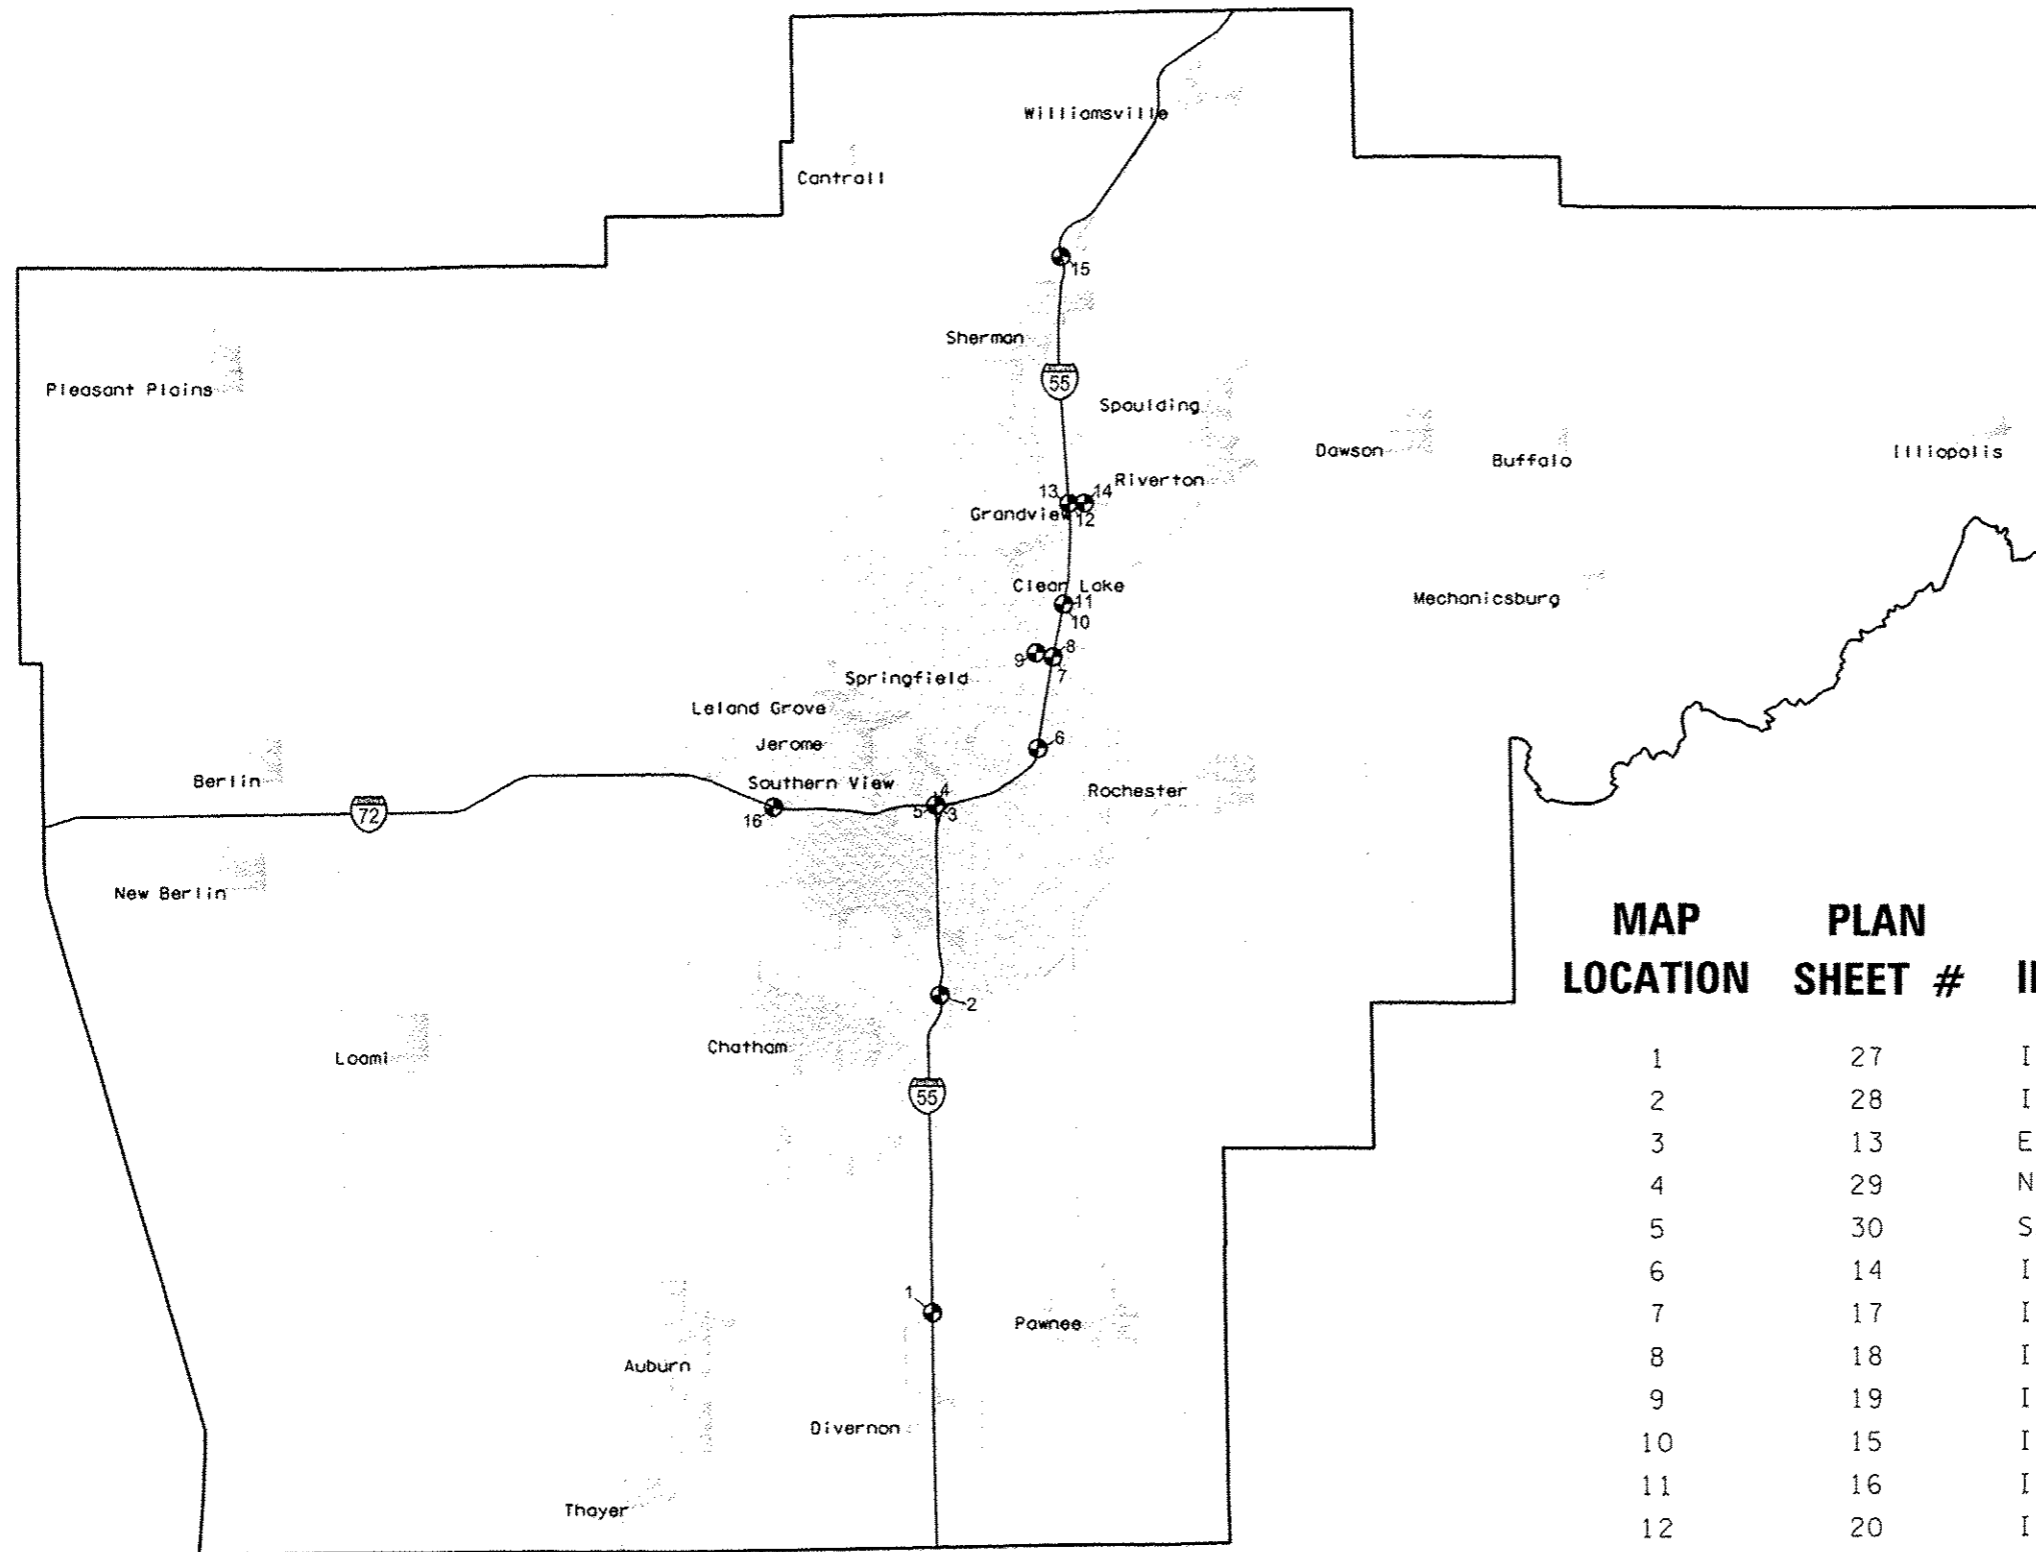 Williamsville
Cantrall
15
Sherman
55
Pleasant Plains
Spaulding
Dawson
Buffalo
Illiopolis
Riverton
13
14
Grandview
12
Clear Lake
11
10
Mechanicsburg
8
9
7
Springfield
Leland Grove
Jerome
6
Berlin
Southern View
Rochester
4
5
3
16
72
New Berlin
2
Chatham
Loami
55
1
Pawnee
Auburn
Divernon
Thayer
MAP PLAN
LOCATION SHEET #
1 27 I
2 28 I
3 13 E
4 29 N
5 30 S
6 14 I
7 17 I
8 18 I
9 19 I
10 15 I
11 16 I
12 20 I